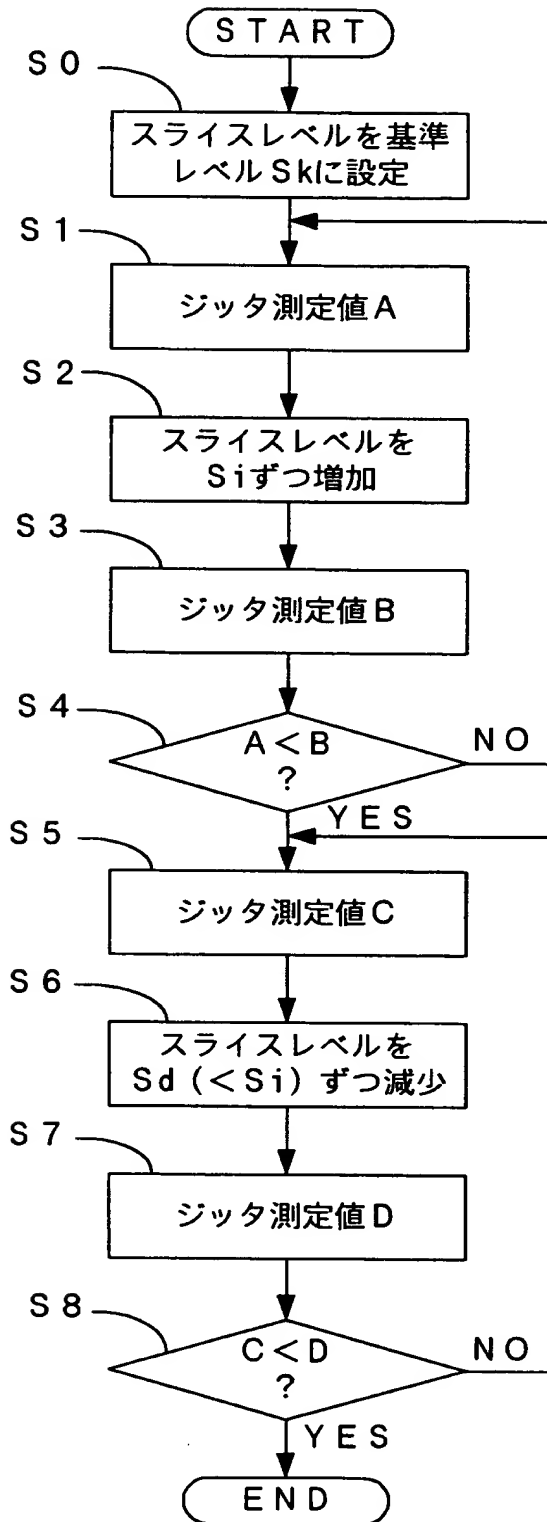 START
S0
スライスレベルを基準
レベルSkに設定
S1
ジッタ測定値A
S2
スライスレベルを
Siずつ増加
S3
ジッタ測定値B
S4
A<B
?
NO
YES
S5
ジッタ測定値C
S6
スライスレベルを
Sd(<Si)ずつ減少
S7
ジッタ測定値D
S8
C<D
?
NO
YES
END